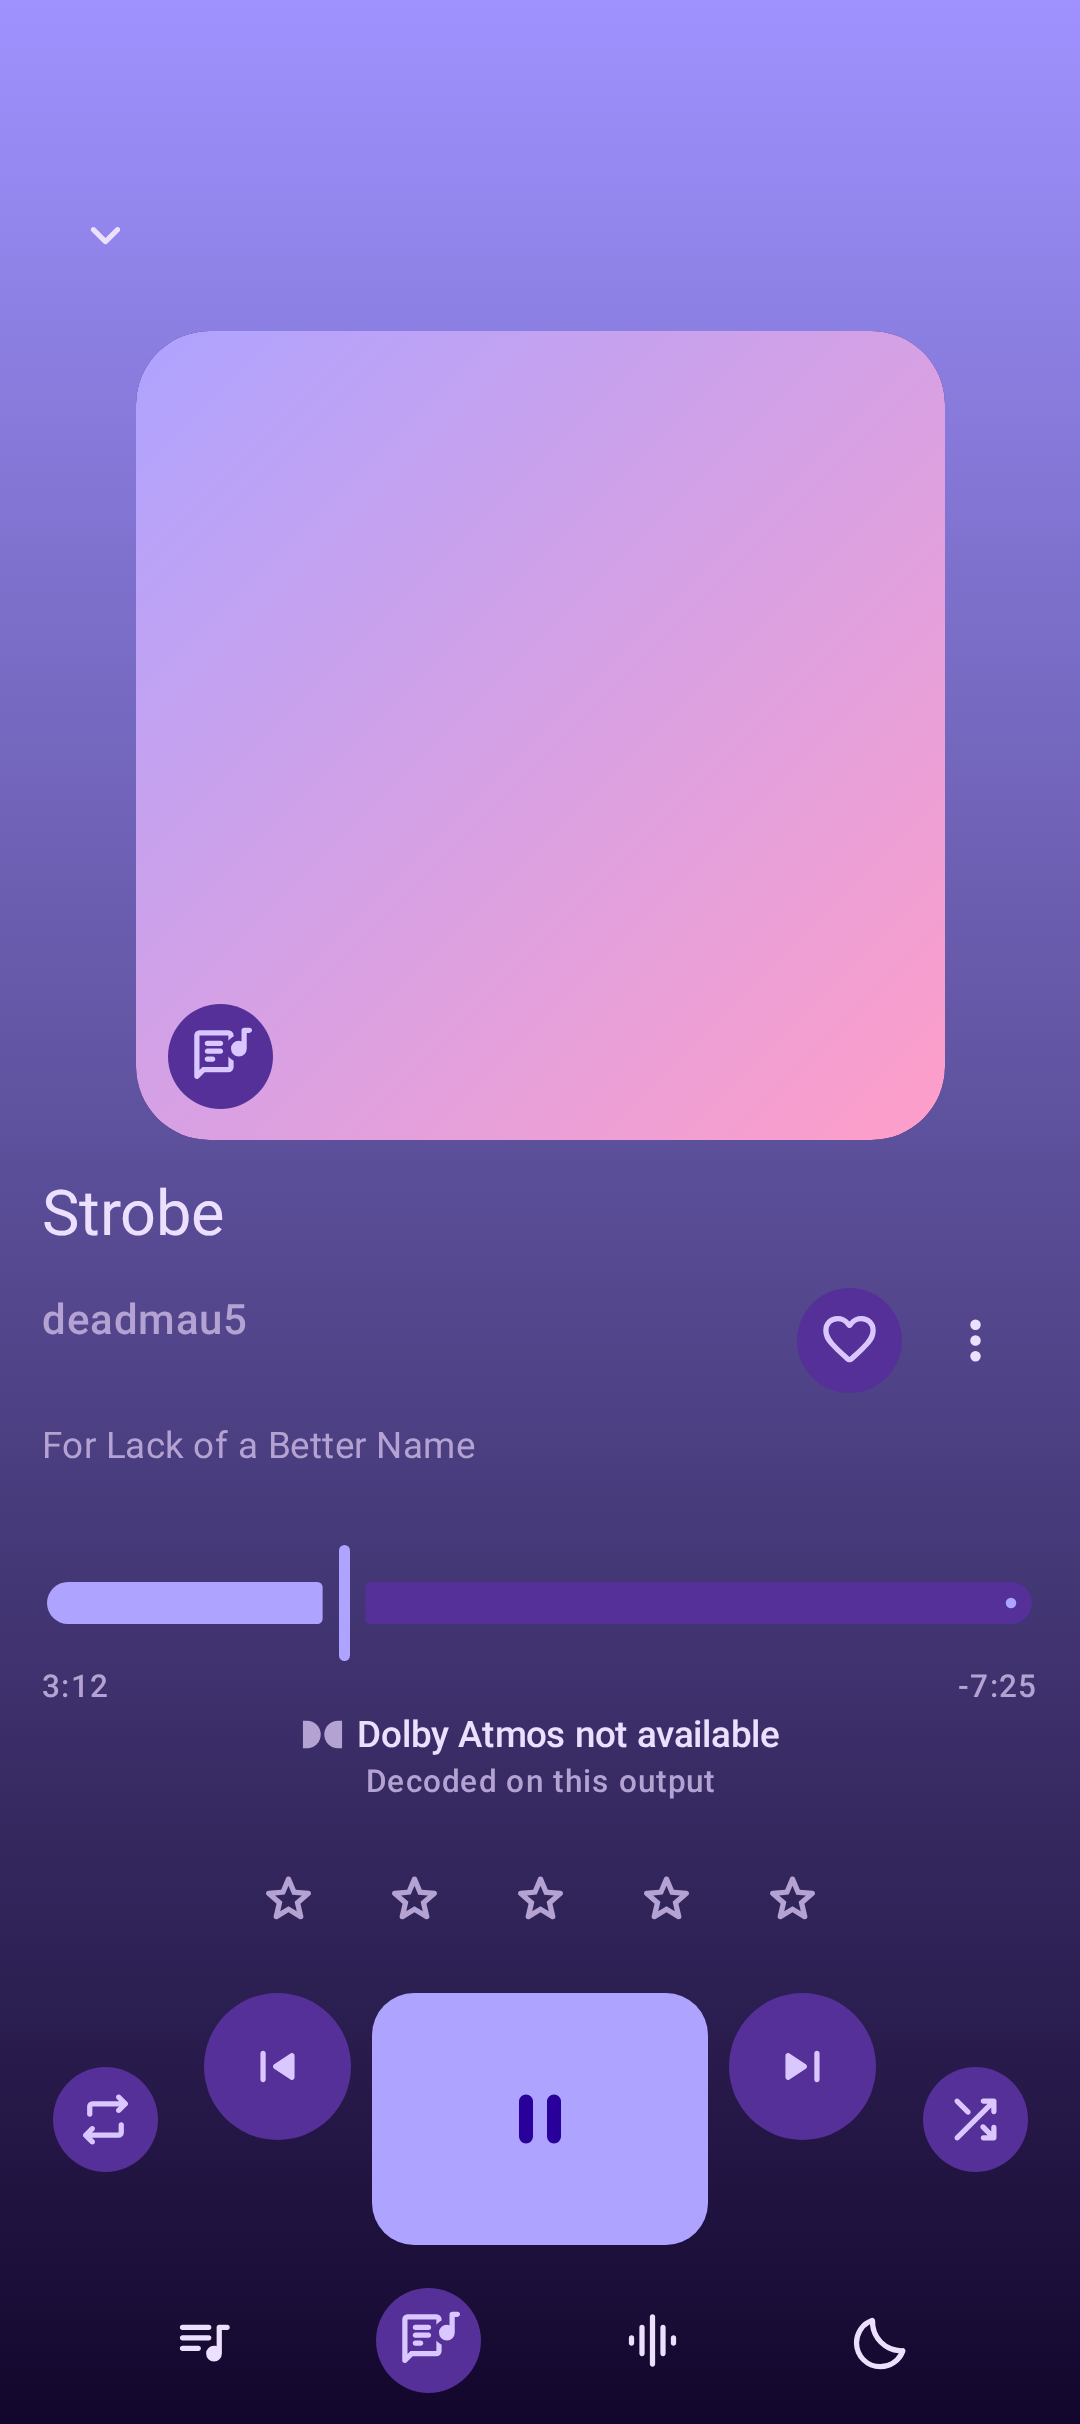 Strobe
deadmau5
For Lack of a Better Name
3:12
-7:25
Dolby Atmos not available
Decoded on this output